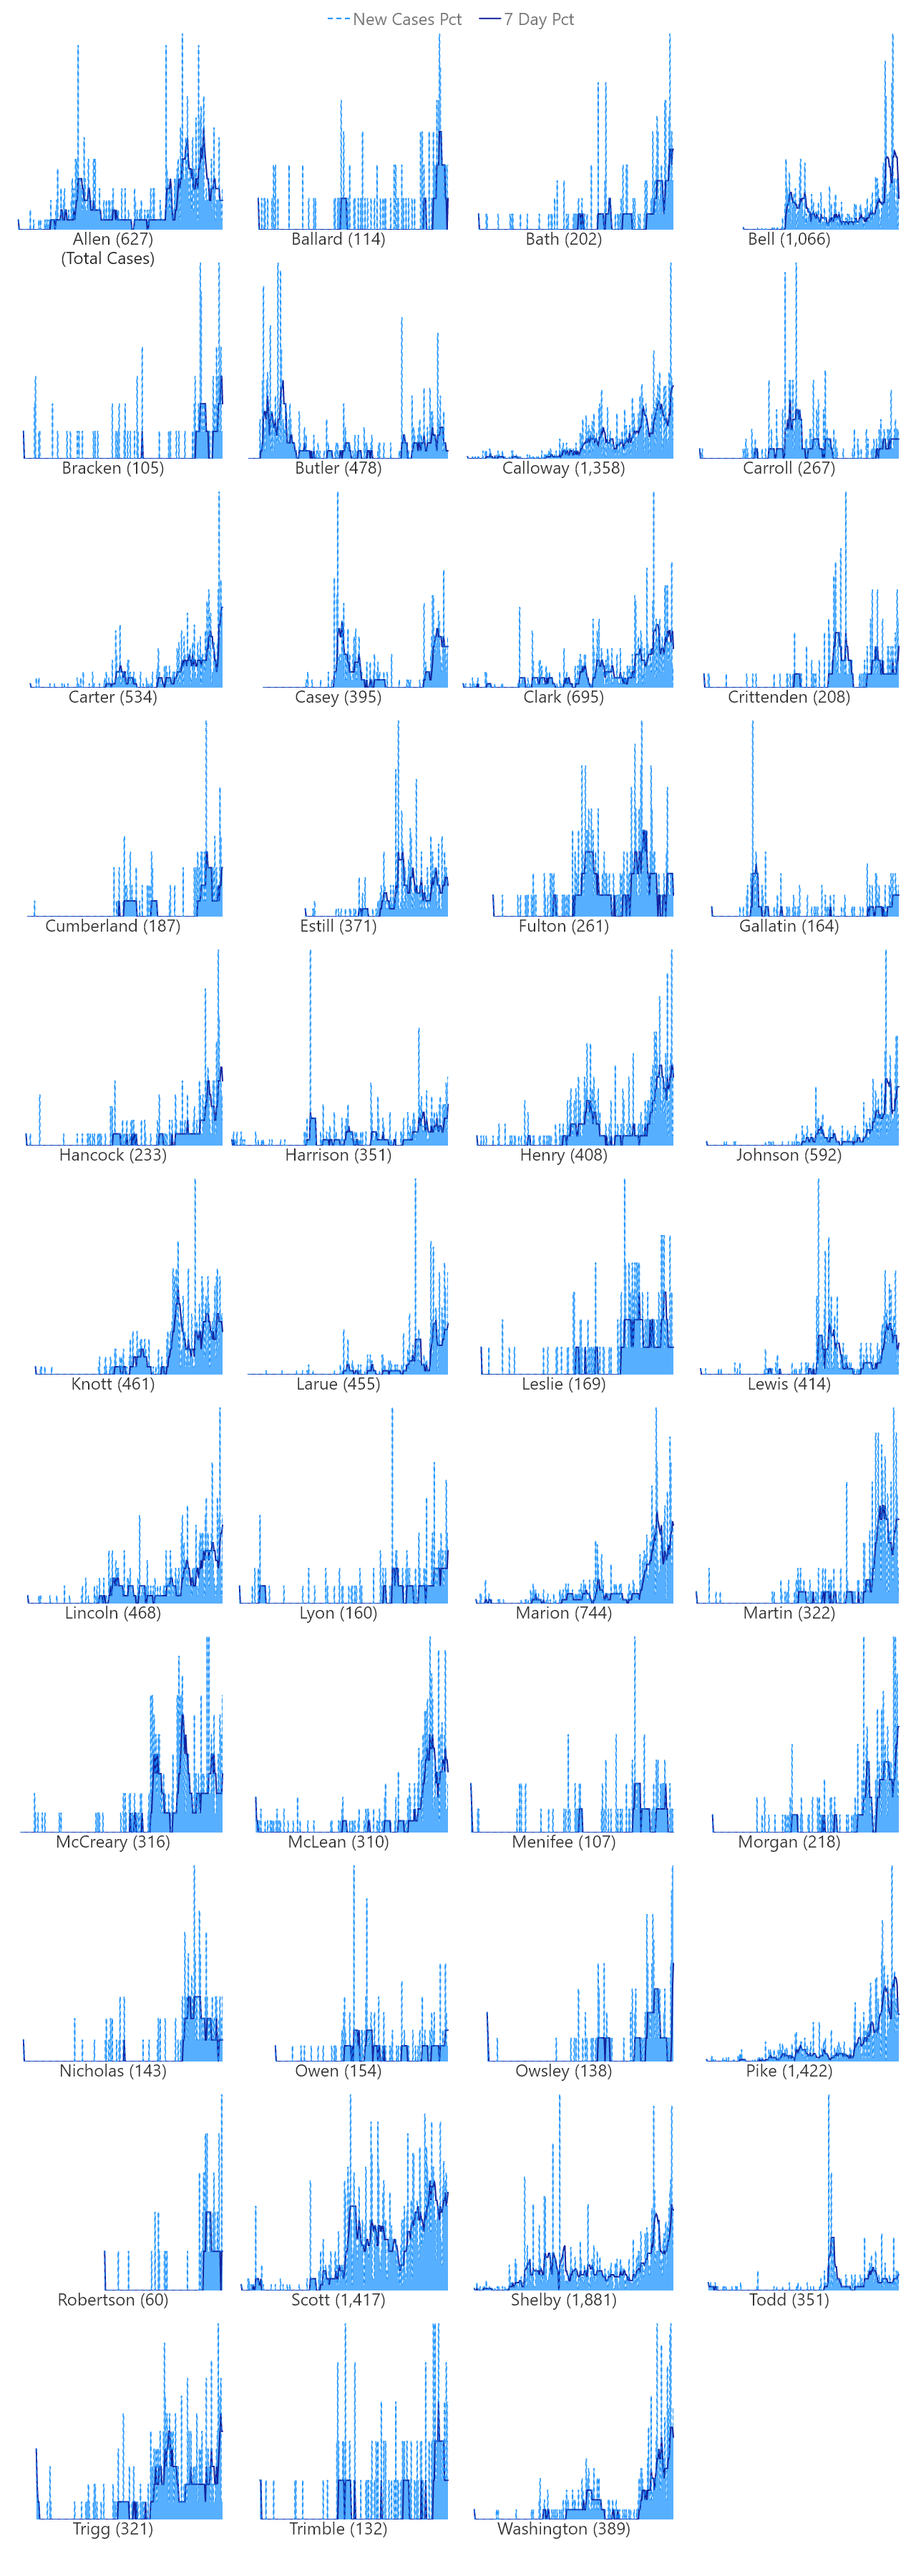 New Cases Pct 7 Day Pct
Allen (627) Ballard (114) Bath (202) Bell (1,066)
(Total Cases)
Bracken (105) Butler (478) Calloway (1,358) Carroll (267)
Carter (534) Casey (395) Clark (695) Crittenden (208)
Cumberland (187) Estill (371) Fulton (261) Gallatin (164)
Hancock (233) Harrison (351) Henry (408) Johnson (592)
Knott (461) Larue (455) Leslie (169) Lewis (414)
Lincoln (468) Lyon (160) Marion (744) Martin (322)
McCreary (316) McLean (310) Menifee (107) Morgan (218)
Nicholas (143) Owen (154) Owsley (138) Pike (1,422)
Robertson (60) Scott (1,417) Shelby (1,881) Todd (351)
Trigg (321) Trimble (132) Washington (389)